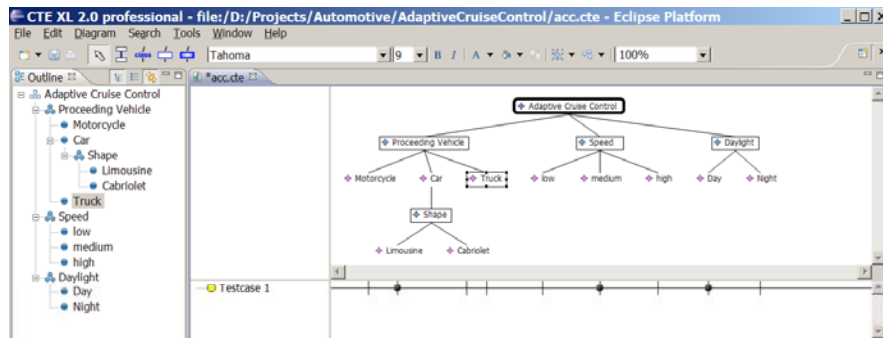 CTE XL 2.0 professional - file:/D:/Projects/Automotive/AdaptiveCruiseControl/acc.cte - Eclipse Platform
File Edit Diagram Search Tools Window Help
class Tahoma 9 B I A 100%
Outline *acc.cte
Adaptive Cruise Control
Proceeding Vehicle
Motorcycle
Car
Shape
Limousine
Cabriolet
Truck
Speed
low
medium
high
Daylight
Day
Night
Adaptive Cruise Control
Proceeding Vehicle Speed Daylight
Motorcycle Car Truck low medium high Day Night
Shape
Limousine Cabriolet
Testcase 1